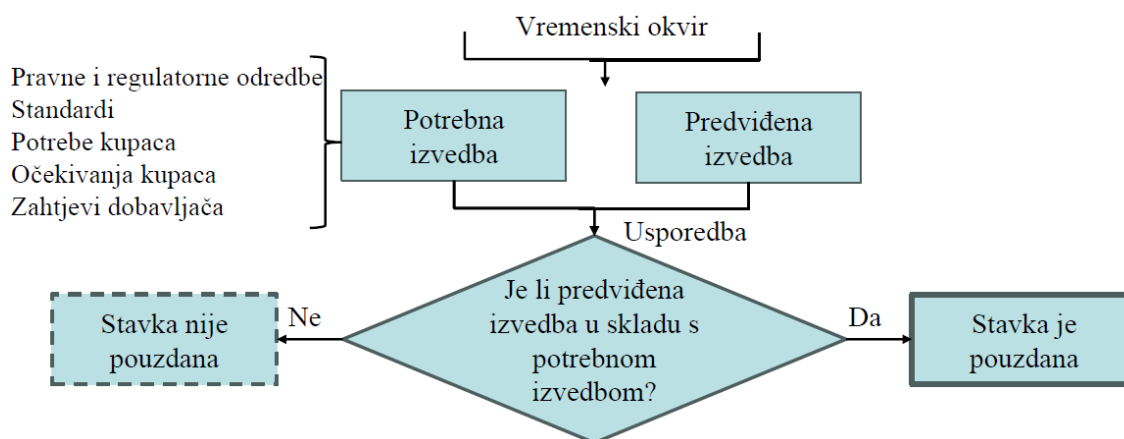 Vremenski okvir
Pravne i regulatorne odredbe
Standardi
Potrebe kupaca
Očekivanja kupaca
Zahtjevi dobavljača
Potrebna
izvedba
Predviđena
izvedba
Usporedba
Je li predviđena
izvedba u skladu s
potrebnom
izvedbom?
Ne
Stavka nije
pouzdana
Da
Stavka je
pouzdana